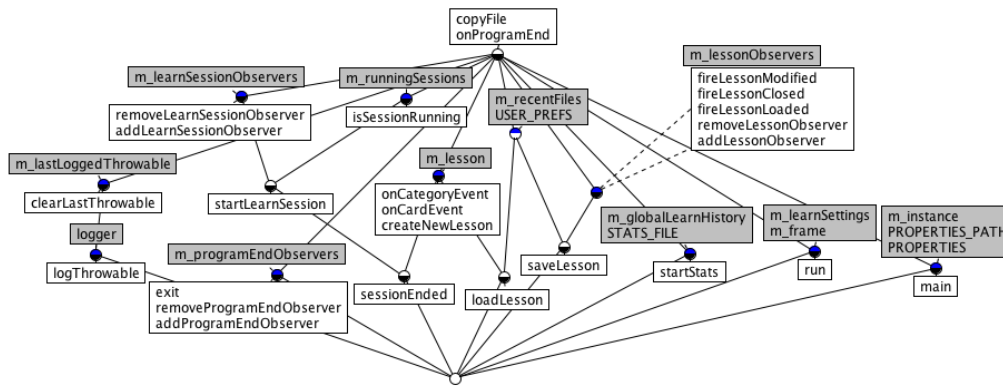 copyFile
onProgramEnd
m_lessonObservers
fireLessonModified
fireLessonClosed
fireLessonLoaded
removeLessonObserver
addLessonObserver
m_learnSessionObservers
removeLearnSessionObserver
addLearnSessionObserver
m_runningSessions
isSessionRunning
m_recentFiles
USER_PREFS
m_lastLoggedThrowable
clearLastThrowable
startLearnSession
m_lesson
onCategoryEvent
onCardEvent
createNewLesson
logger
logThrowable
m_programEndObservers
exit
removeProgramEndObserver
addProgramEndObserver
sessionEnded
loadLesson
saveLesson
m_globalLearnHistory
STATS_FILE
startStats
m_learnSettings
m_frame
run
m_instance
PROPERTIES_PATH
PROPERTIES
main